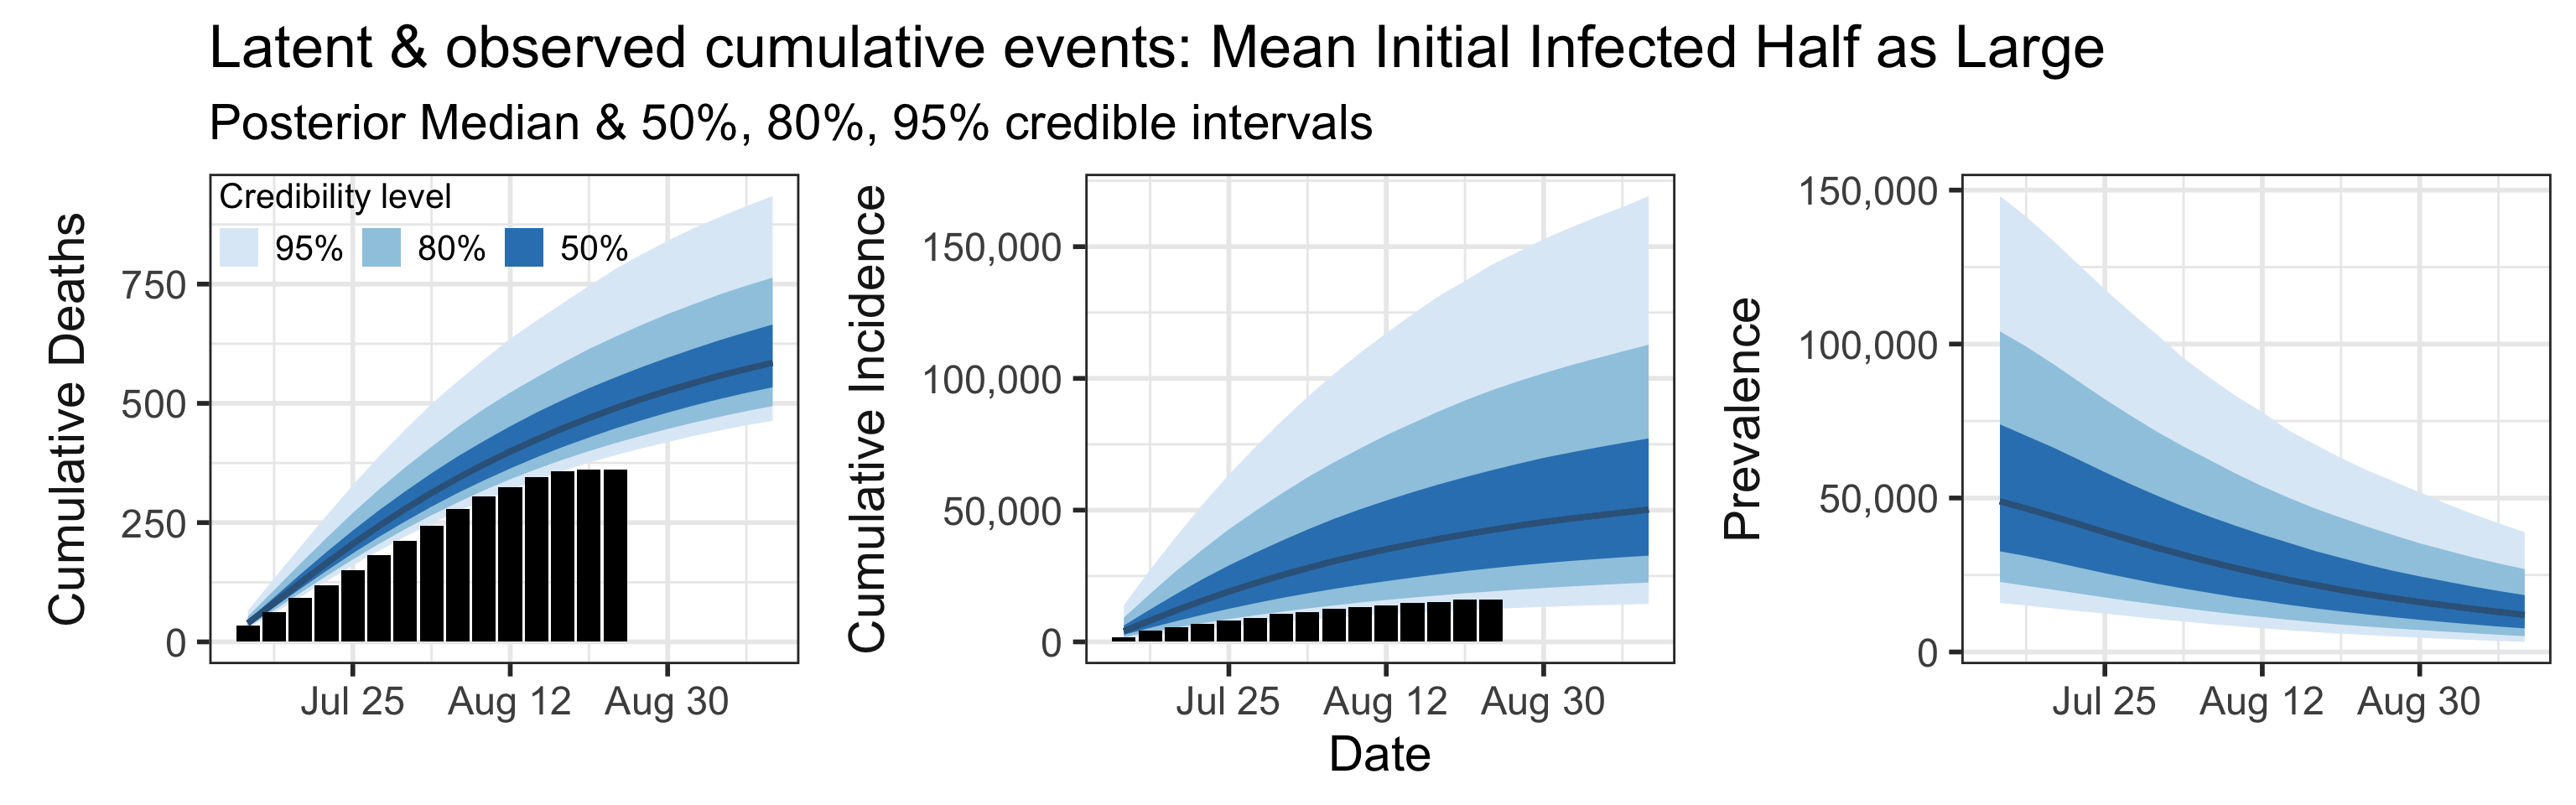 Latent & observed cumulative events: Mean Initial Infected Half as Large
Posterior Median & 50%, 80%, 95% credible intervals
Cumulative Deaths
Credibility level
95% 80% 50%
750
500
250
0
Jul 25 Aug 12 Aug 30
Cumulative Incidence
150,000
100,000
50,000
0
Jul 25 Aug 12 Aug 30
Prevalence
150,000
100,000
50,000
0
Jul 25 Aug 12 Aug 30
Date